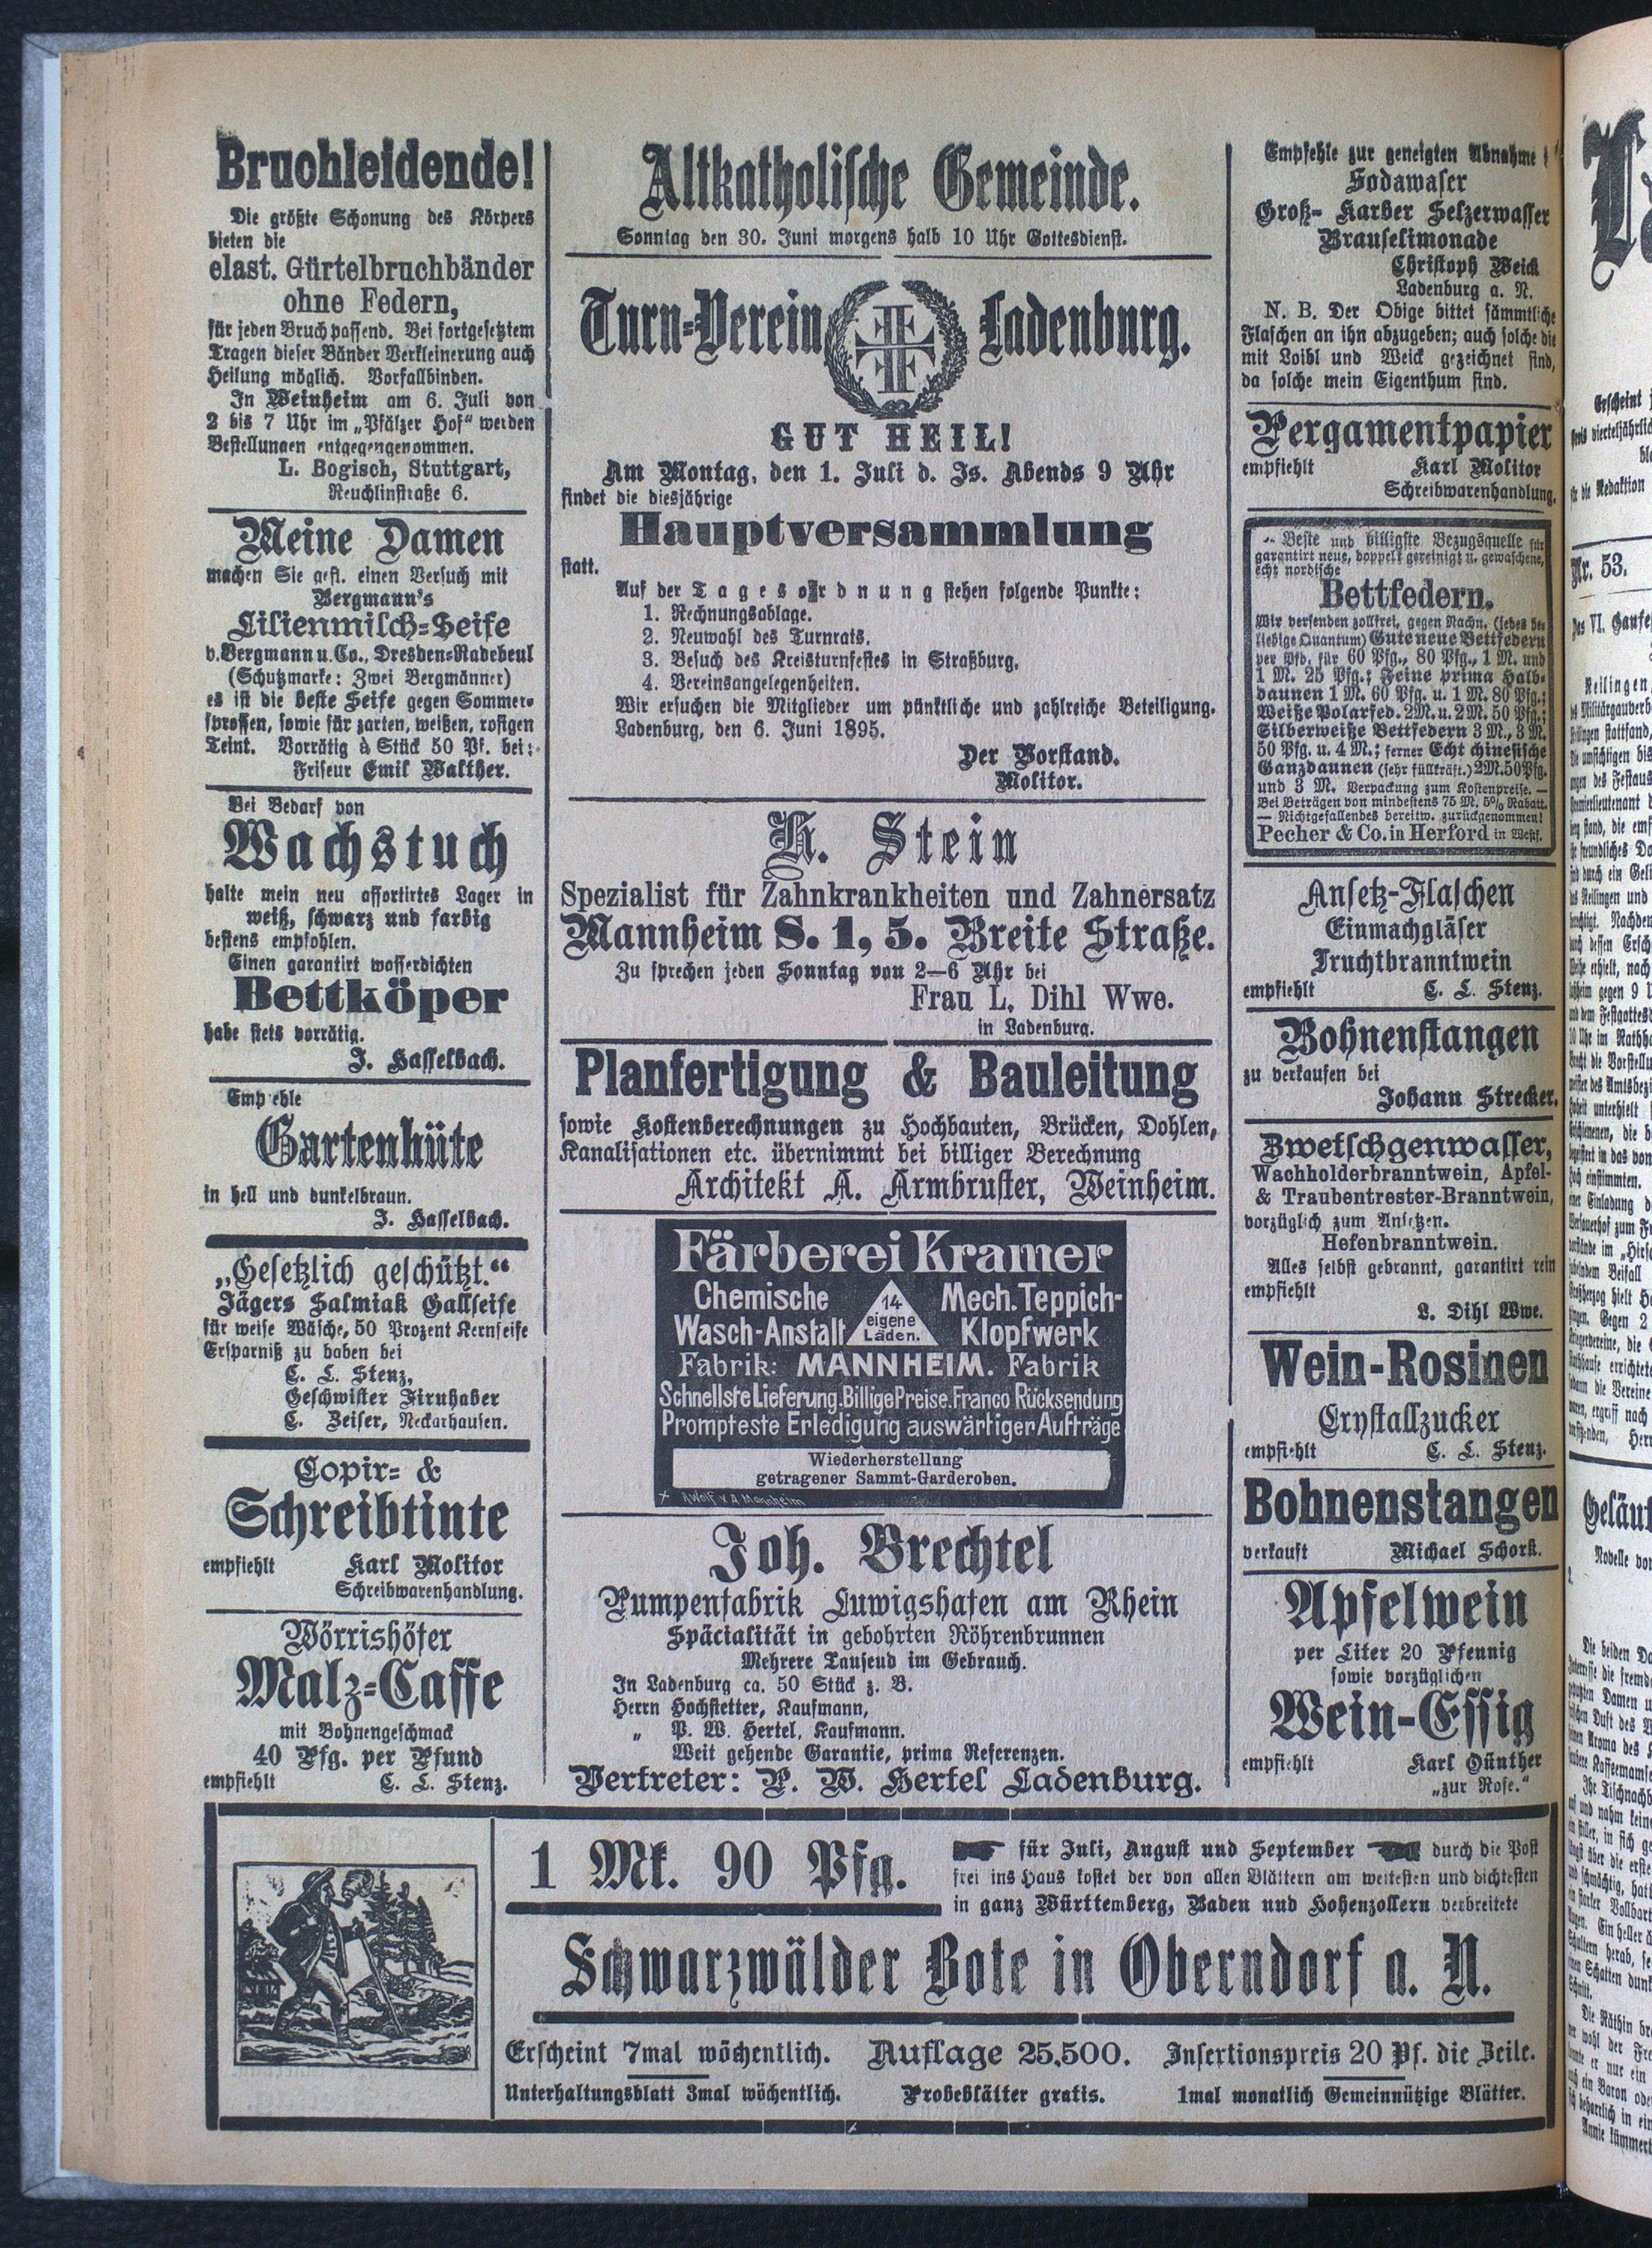 Bruchleidende!
Die größte Schonung des Körpers
bieten die
elast. Gürtelbruchbänder
ohne Federn,
für jeden Bruch passend. Bei fortgesetztem
Tragen dieser Bänder Verkleinerung auch
Heilung möglich. Vorfallbinden.
In Weinheim am 6. Juli von
2 bis 7 Uhr im „Pfälzer Hof“ werden
Bestellungen entgegengenommen.
L. Bogisch, Stuttgart,
Reuchlinstraße 6.
Meine Damen
machen Sie gefl. einen Versuch mit
Bergmann's
Lilienmilch-Seife
v. Bergmann u. Co., Dresden-Radebeul
(Schutzmarke: Zwei Bergmänner)
es ist die beste Seife gegen Sommer-
sprossen, sowie für zarten, weißen, rosigen
Teint. Vorrätig à Stück 50 Pf. bei:
Friseur Emil Walther.
Bei Bedarf von
Wachstuch
halte mein neu assortirtes Lager in
weiß, schwarz und farbig
bestens empfohlen.
Einen garantirt wasserdichten
Bettköper
habe stets vorrätig.
J. Hasselbach.
Empfehle
Gartenhüte
in hell und dunkelbraun.
J. Hasselbach.
„Gesetzlich geschützt.“
Jägers Salmiak Gallseife
für weise Wäsche, 50 Prozent Kernseife
Ersparniß zu haben bei
C. L. Stenz,
Geschwister Firnhaber
C. Zeiser, Neckarhausen.
Copir- &
Schreibtinte
empfiehlt Karl Molitor
Schreibwarenhandlung.
Wörrishöfer
Malz-Caffe
mit Bohnengeschmack
40 Pfg. per Pfund
empfiehlt C. L. Stenz.
Altkatholische Gemeinde.
Sonntag den 30. Juni morgens halb 10 Uhr Gottesdienst.
Turn-Verein Ladenburg.
GUT HEIL!
Am Montag, den 1. Juli d. Js. Abends 9 Uhr
findet die diesjährige
Hauptversammlung
statt.
Auf der Tagesordnung stehen folgende Punkte:
1. Rechnungsablage.
2. Neuwahl des Turnrats.
3. Besuch des Kreisturnfestes in Straßburg.
4. Vereinsangelegenheiten.
Wir ersuchen die Mitglieder um pünktliche und zahlreiche Beteiligung.
Ladenburg, den 6. Juni 1895.
Der Vorstand.
Molitor.
K. Stein
Spezialist für Zahnkrankheiten und Zahnersatz
Mannheim S. 1, 5. Breite Straße.
Zu sprechen jeden Sonntag von 2—6 Uhr bei
Frau L. Dihl Wwe.
in Ladenburg.
Planfertigung & Bauleitung
sowie Kostenberechnungen zu Hochbauten, Brücken, Dohlen,
Kanalisationen etc. übernimmt bei billiger Berechnung
Architekt A. Armbruster, Weinheim.
Färberei Kramer
Chemische Wasch-Anstalt
14 eigene Läden.
Mech. Teppich-Klopfwerk
Fabrik: MANNHEIM. Fabrik
Schnellste Lieferung. Billige Preise. Franco Rücksendung
Prompteste Erledigung auswärtiger Aufträge
Wiederherstellung
getragener Sammt-Garderoben.
Joh. Brechtel
Pumpenfabrik Luwigshafen am Rhein
Späcialität in gebohrten Röhrenbrunnen
Mehrere Tausend im Gebrauch.
In Ladenburg ca. 50 Stück z. B.
Herrn Hochstetter, Kaufmann,
„ P. W. Hertel, Kaufmann.
Weit gehende Garantie, prima Referenzen.
Vertreter: P. W. Hertel Ladenburg.
Empfehle zur geneigten Abnahme
Sodawaser
Groß- Karber Selzerwasser
Brauselimonade
Christoph Weick
Ladenburg a. N.
N. B. Der Obige bittet sämmtliche
Flaschen an ihn abzugeben; auch solche die
mit Loibl und Weick gezeichnet sind,
da solche mein Eigenthum sind.
Pergamentpapier
empfiehlt Karl Molitor
Schreibwarenhandlung.
Beste und billigste Bezugsquelle für
garantirt neue, doppelt gereinigt u. gewaschene,
echt nordische
Bettfedern.
Wir versenden zollfrei, gegen Nachn. (jedes be-
liebige Quantum) Gute neue Bettfedern
per Pfd. für 60 Pfg., 80 Pfg., 1 M. und
1 M. 25 Pfg.; Feine prima Halb-
daunen 1 M. 60 Pfg. u. 1 M. 80 Pfg.;
Weiße Polarfed. 2 M. u. 2 M. 50 Pfg.;
Silberweiße Bettfedern 3 M., 3 M.
50 Pfg. u. 4 M.; ferner Echt chinesische
Ganzdaunen (sehr füllkräft.) 2 M. 50 Pfg.
und 3 M. Verpackung zum Kostenpreise. —
Bei Beträgen von mindestens 75 M. 5% Rabatt.
— Nichtgefallendes bereitw. zurückgenommen!
Pecher & Co. in Herford in Westf.
Ansetz-Flaschen
Einmachgläser
Fruchtbranntwein
empfiehlt C. L. Stenz.
Bohnenstangen
zu verkaufen bei
Johann Strecker.
Zwetschgenwasser,
Wachholderbranntwein, Apfel-
& Traubentrester-Branntwein,
vorzüglich zum Ansetzen.
Hefenbranntwein.
Alles selbst gebrannt, garantirt rein
empfiehlt
L. Dihl Wwe.
Wein-Rosinen
Crystallzucker
empfiehlt C. L. Stenz.
Bohnenstangen
verkauft Michael Schork.
Apfelwein
per Liter 20 Pfennig
sowie vorzüglichen
Wein-Essig
empfiehlt Karl Günther
„zur Rose.“
1 Mk. 90 Pfg.
für Juli, August und September durch die Post
frei ins Haus kostet der von allen Blättern am weitesten und dichtesten
in ganz Württemberg, Baden und Hohenzollern verbreitete
Schwarzwälder Bote in Oberndorf a. N.
Erscheint 7mal wöchentlich. Auflage 25,500. Insertionspreis 20 Pf. die Zeile.
Unterhaltungsblatt 3mal wöchentlich. Probeblätter gratis. 1mal monatlich Gemeinnützige Blätter.
Nr. 53.